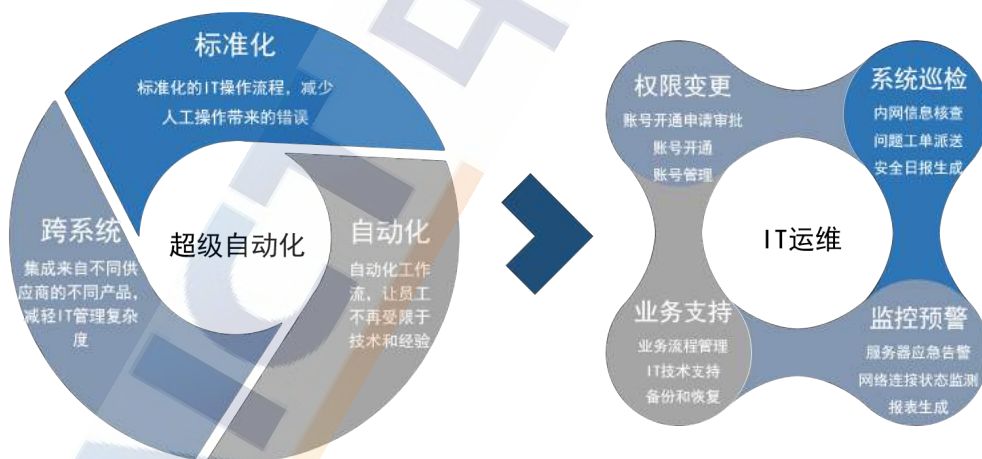 标准化
标准化的IT操作流程，减少
人工操作带来的错误
跨系统
集成来自不同供
应商的不同产品，
减轻IT管理复杂
度
超级自动化
自动化
自动化工作
流，让员工
不再受限于
技术和经验
权限变更
账号开通申请审批
账号开通
账号管理
系统巡检
内网信息核查
问题工单派送
安全日报生成
IT运维
业务支持
业务流程管理
IT技术支持
备份和恢复
监控预警
服务器应急告警
网络连接状态监测
报表生成